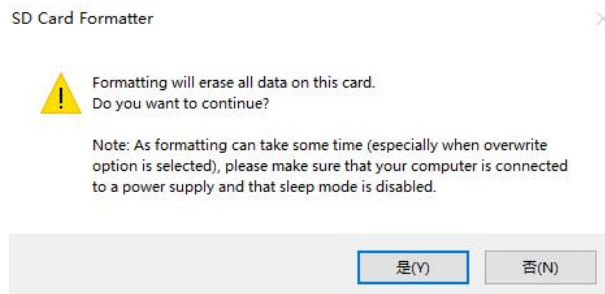 SD Card Formatter
Formatting will erase all data on this card.
Do you want to continue?
Note: As formatting can take some time (especially when overwrite
option is selected), please make sure that your computer is connected
to a power supply and that sleep mode is disabled.
是(Y) 否(N)